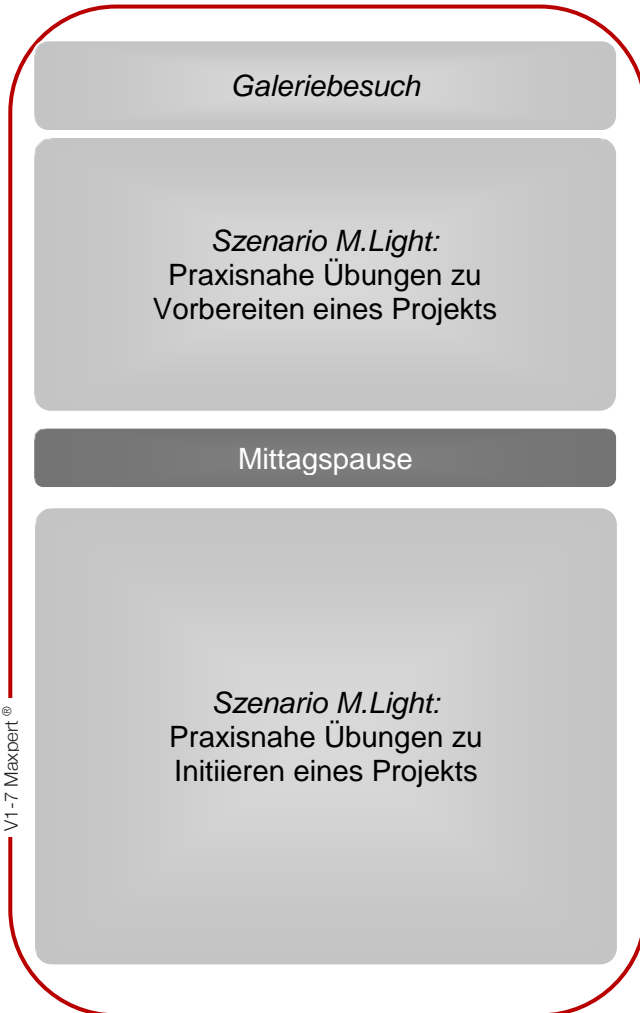 Galeriebesuch
Szenario M.Light:
Praxisnahe Übungen zu
Vorbereiten eines Projekts
Mittagspause
Szenario M.Light:
Praxisnahe Übungen zu
Initiieren eines Projekts
V1-7 Maxpert ®